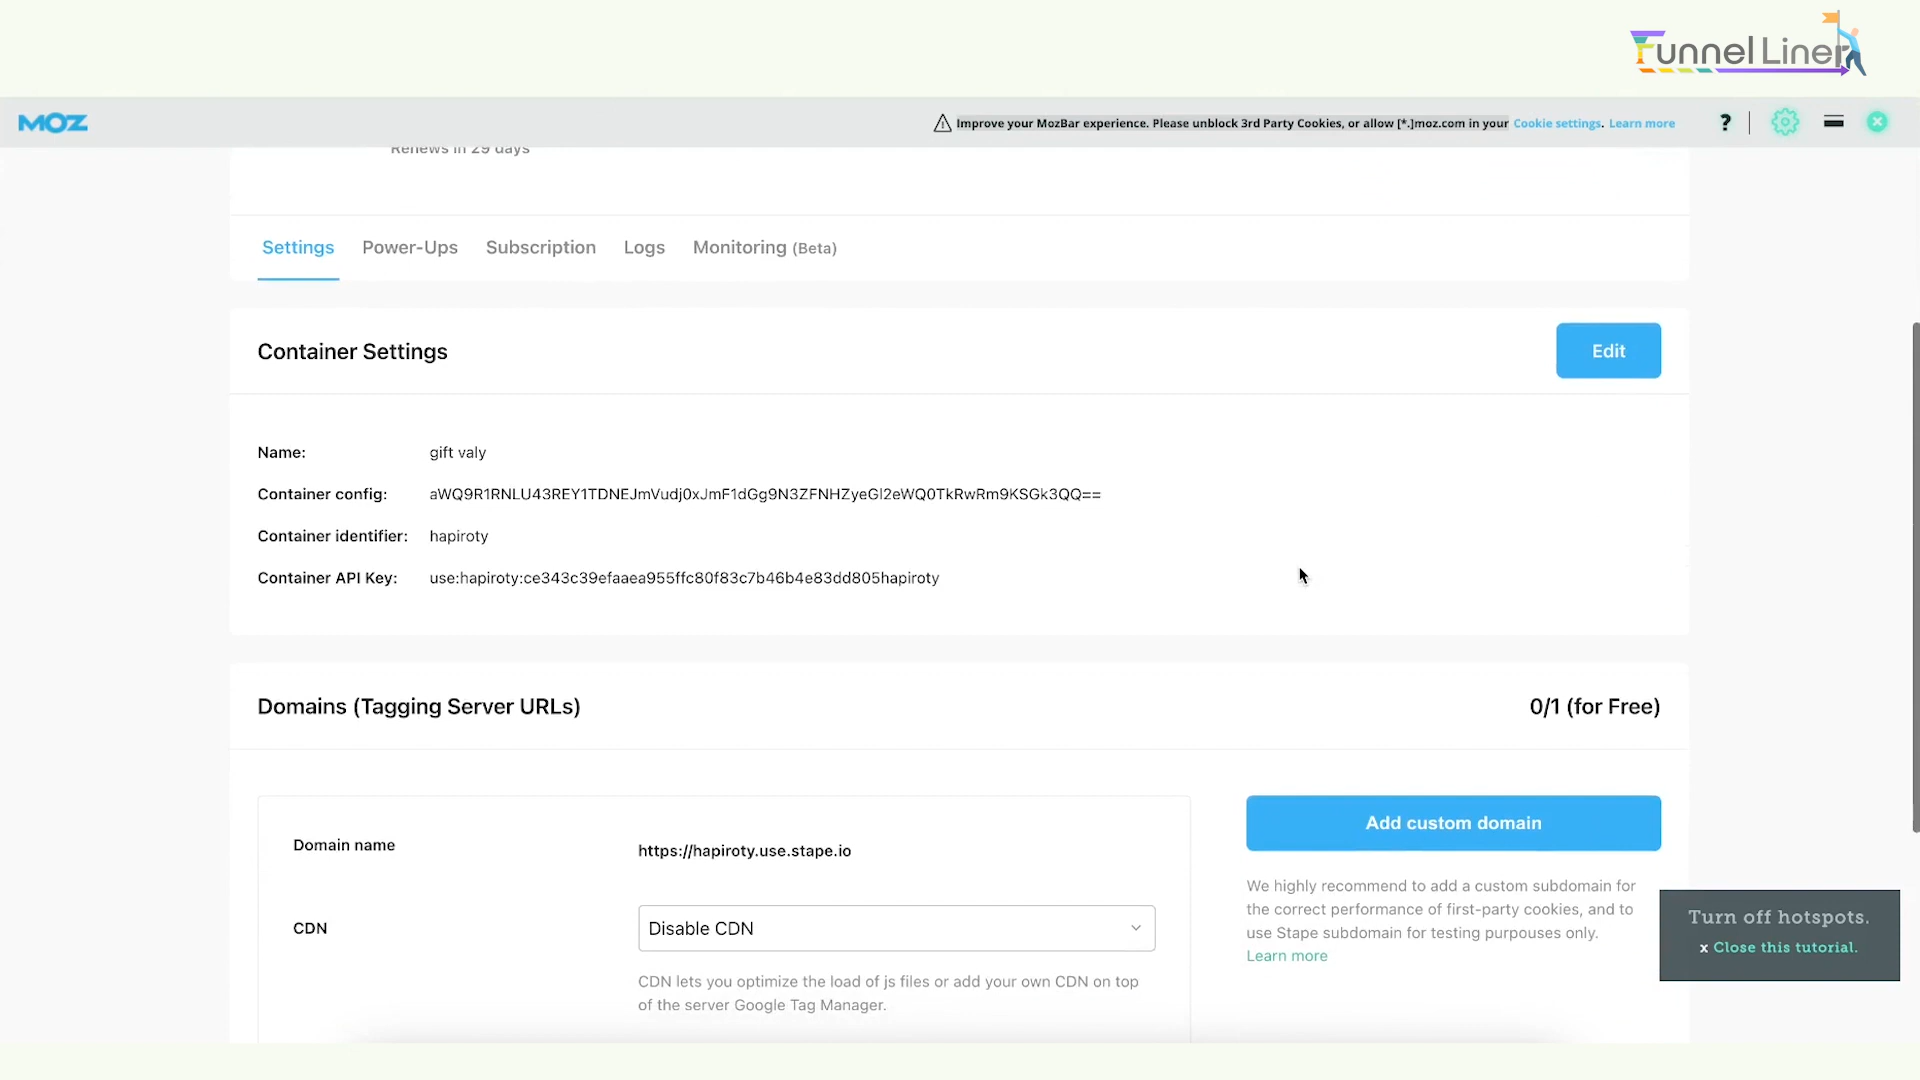 Funnel Liner
MOZ
Improve your MozBar experience. Please unblock 3rd Party Cookies, or allow [*.]moz.com in your Cookie settings. Learn more
?
Renews in 29 days
Settings
Power-Ups
Subscription
Logs
Monitoring (Beta)
Container Settings
Edit
Name: gift valy
Container config: aWQ9R1RNLU43REY1TDNEJmVudj0xJmF1dGg9N3ZFNHZyeGl2eWQ0TkRwRm9KSGk3QQ==
Container identifier: hapiroty
Container API Key: use:hapiroty:ce343c39efaaea955ffc80f83c7b46b4e83dd805hapiroty
Domains (Tagging Server URLs)
0/1 (for Free)
Domain name
https://hapiroty.use.stape.io
Add custom domain
We highly recommend to add a custom subdomain for
the correct performance of first-party cookies, and to
use Stape subdomain for testing purpouses only.
Learn more
CDN
Disable CDN
CDN lets you optimize the load of js files or add your own CDN on top
of the server Google Tag Manager.
Turn off hotspots.
x Close this tutorial.